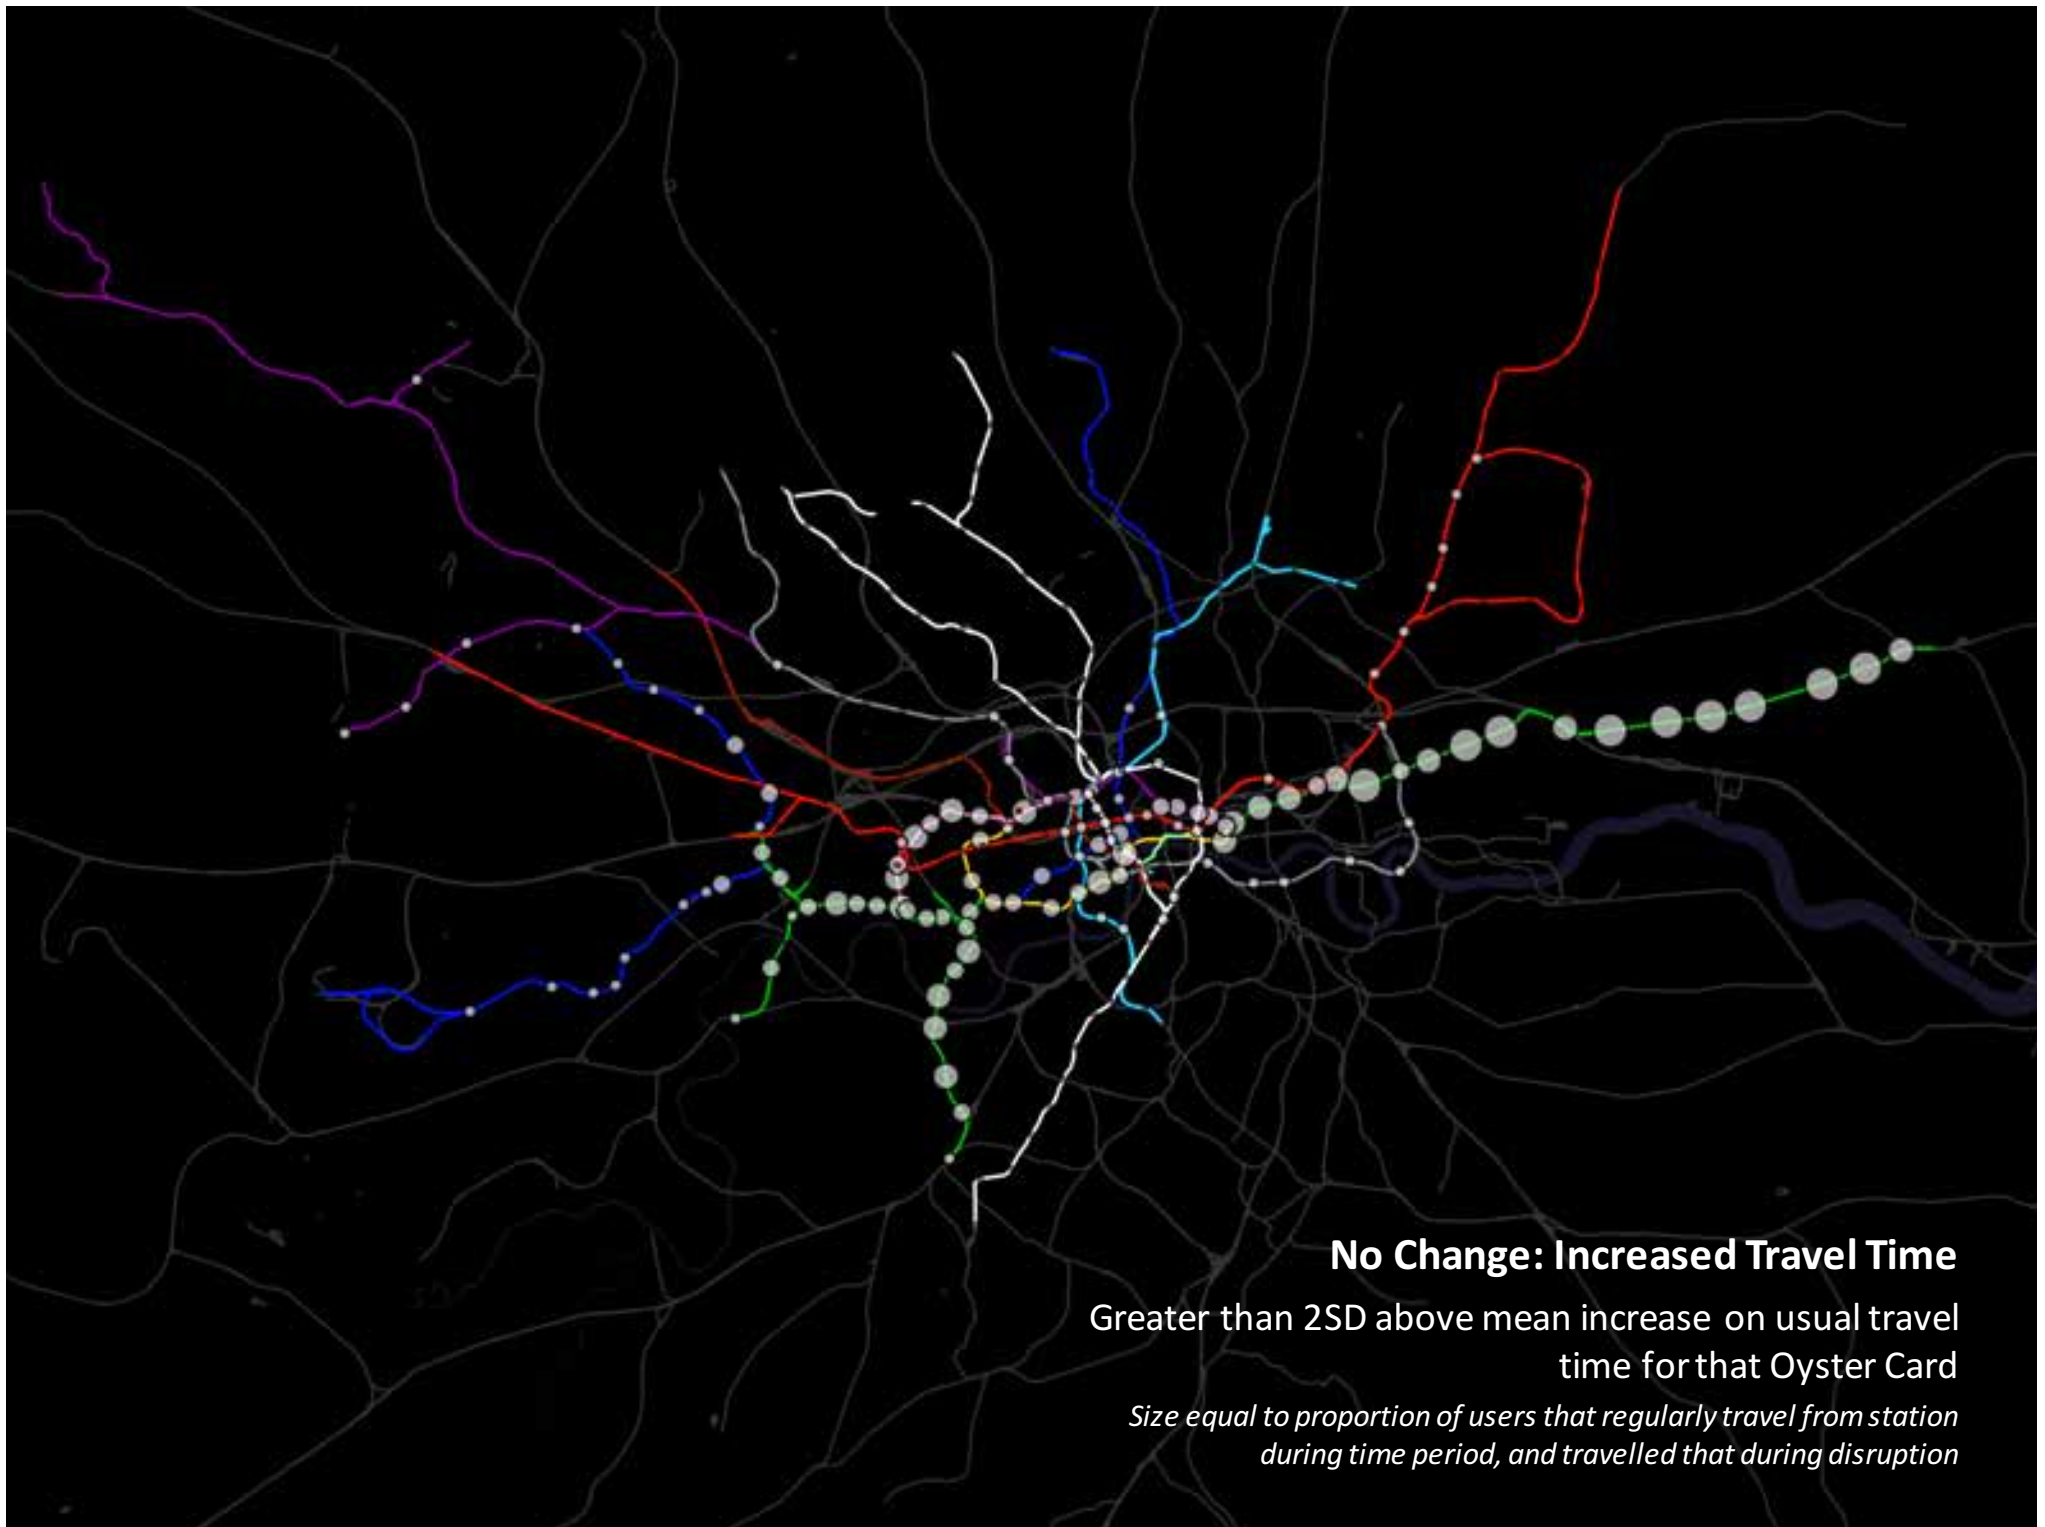 No Change: Increased Travel Time
Greater than 2SD above mean increase on usual travel
time for that Oyster Card
Size equal to proportion of users that regularly travel from station
during time period, and travelled that during disruption